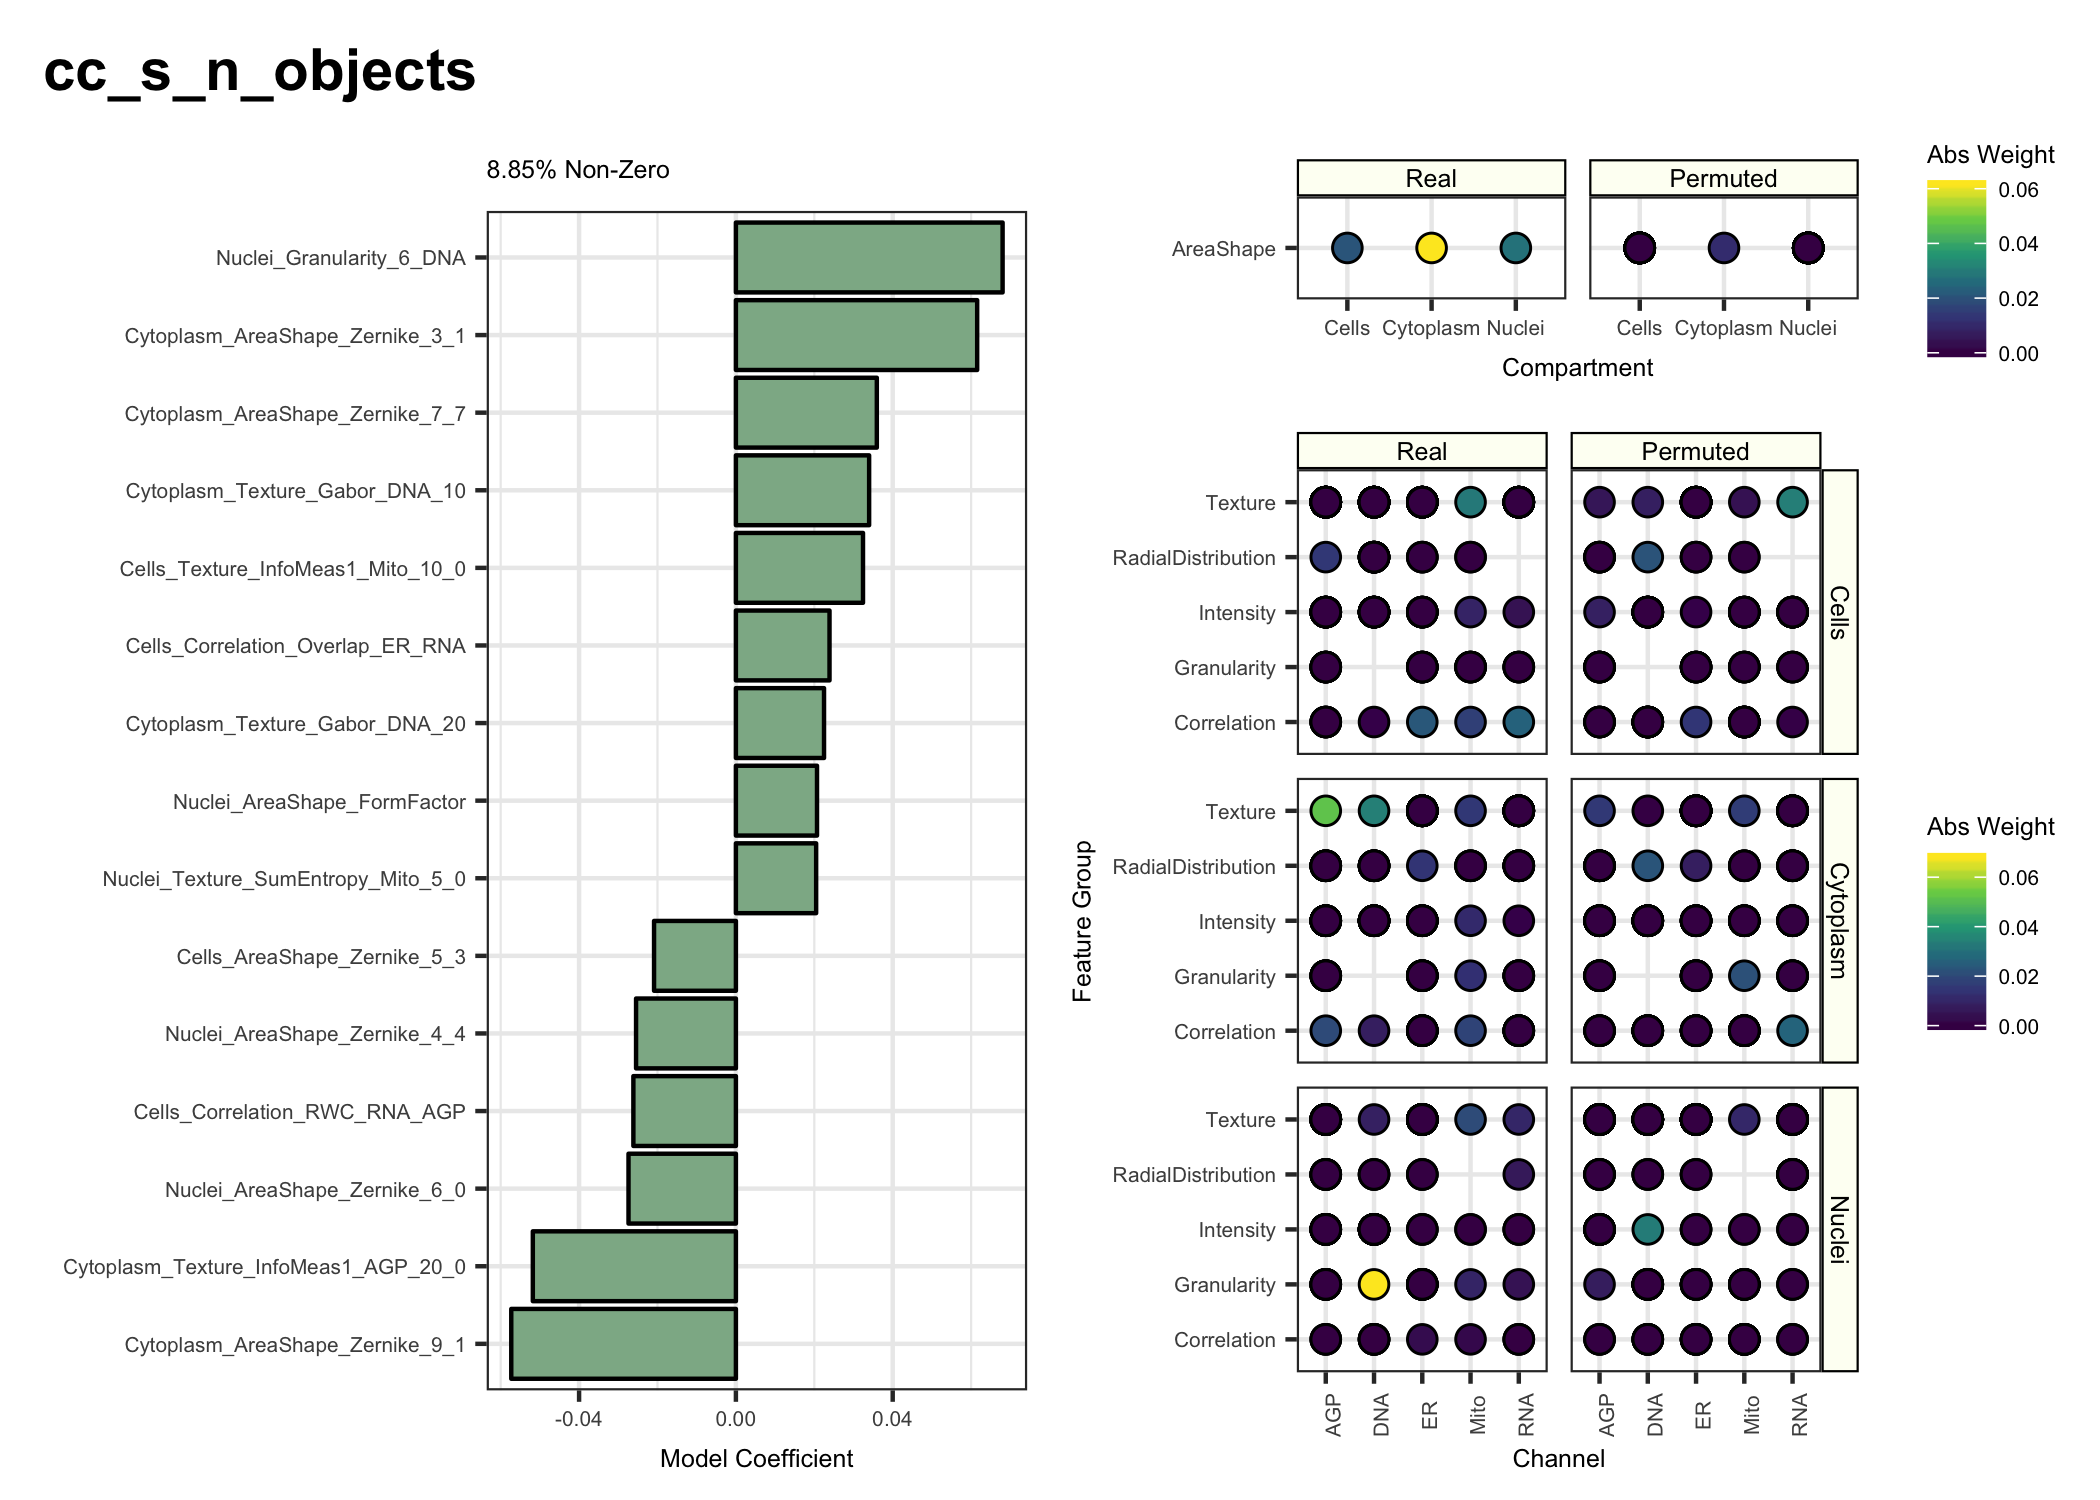 cc_s_n_objects
8.85% Non-Zero
Nuclei_Granularity_6_DNA
Cytoplasm_AreaShape_Zernike_3_1
Cytoplasm_AreaShape_Zernike_7_7
Cytoplasm_Texture_Gabor_DNA_10
Cells_Texture_InfoMeas1_Mito_10_0
Cells_Correlation_Overlap_ER_RNA
Cytoplasm_Texture_Gabor_DNA_20
Nuclei_AreaShape_FormFactor
Nuclei_Texture_SumEntropy_Mito_5_0
Cells_AreaShape_Zernike_5_3
Nuclei_AreaShape_Zernike_4_4
Cells_Correlation_RWC_RNA_AGP
Nuclei_AreaShape_Zernike_6_0
Cytoplasm_Texture_InfoMeas1_AGP_20_0
Cytoplasm_AreaShape_Zernike_9_1
-0.04 0.00 0.04
Model Coefficient
Real Permuted
AreaShape
Cells Cytoplasm Nuclei Cells Cytoplasm Nuclei
Compartment
Abs Weight
0.06
0.04
0.02
0.00
Real Permuted
Feature Group
Texture
RadialDistribution
Intensity
Granularity
Correlation
Cells
Texture
RadialDistribution
Intensity
Granularity
Correlation
Cytoplasm
Texture
RadialDistribution
Intensity
Granularity
Correlation
Nuclei
AGP DNA ER Mito RNA AGP DNA ER Mito RNA
Channel
Abs Weight
0.06
0.04
0.02
0.00